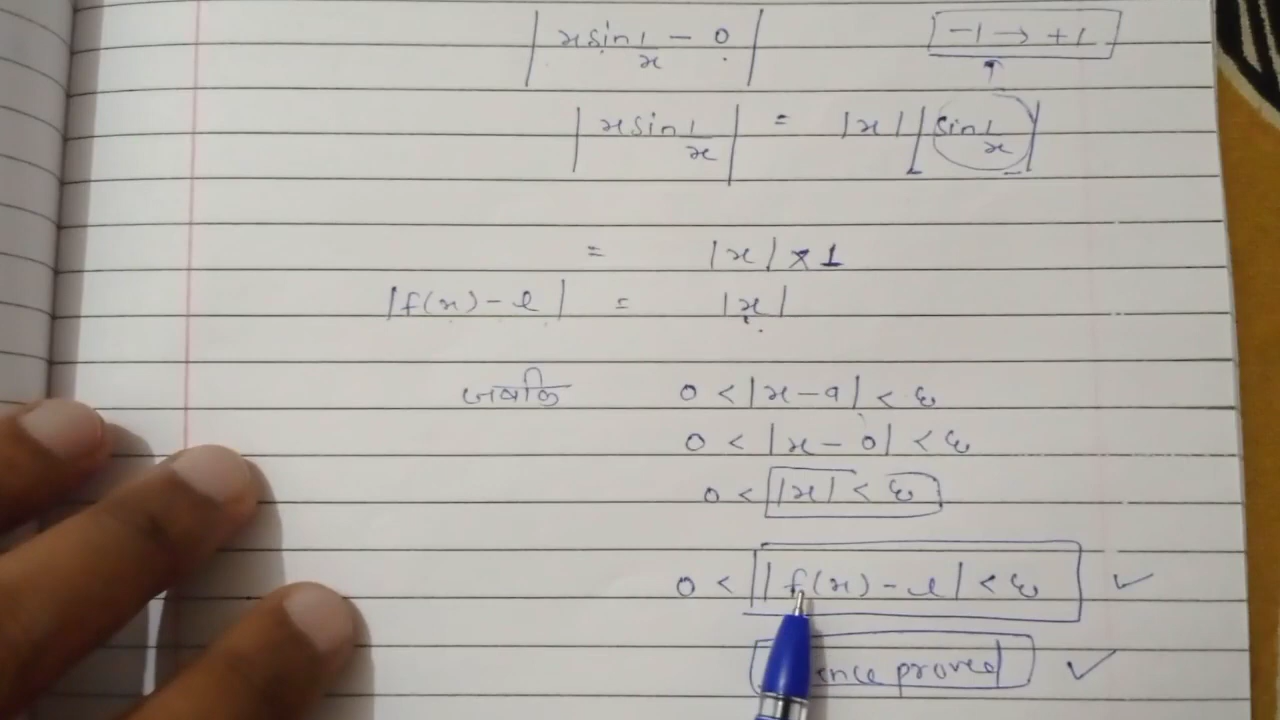 |x sin 1/x - 0| -1 → +1
|x sin 1/x| = |x| |sin 1/x|
= |x| × 1
|f(x) - l| = |x|
जबकि 0 < |x - a| < ε
0 < |x - 0| < ε
0 < |x| < ε
0 < |f(x) - l| < ε ✓
proved ✓